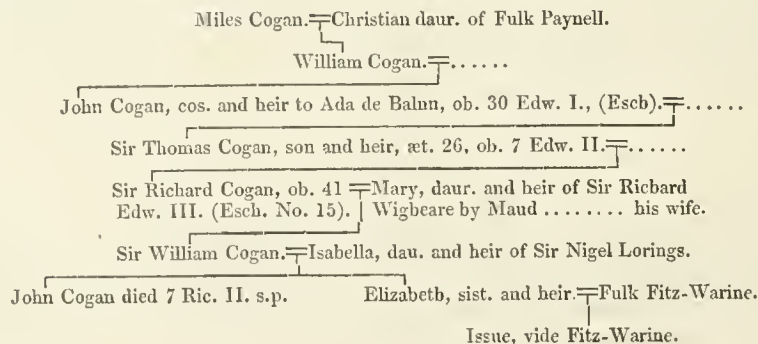 Miles Cogan.=Christian daur. of Fulk Paynell.
William Cogan.=......
John Cogan, cos. and heir to Ada de Balun, ob. 30 Edw. I., (Escb).=......
Sir Thomas Cogan, son and heir, æt. 26, ob. 7 Edw. II.=......
Sir Richard Cogan, ob. 41 =Mary, daur. and heir of Sir Ricbard
Edw. III. (Esch. No. 15). Wigbeare by Maud ........ his wife.
Sir William Cogan.=Isabella, dau. and heir of Sir Nigel Lorings.
John Cogan died 7 Ric. II. s.p. Elizabetb, sist. and heir.=Fulk Fitz-Warine.
Issue, vide Fitz-Warine.